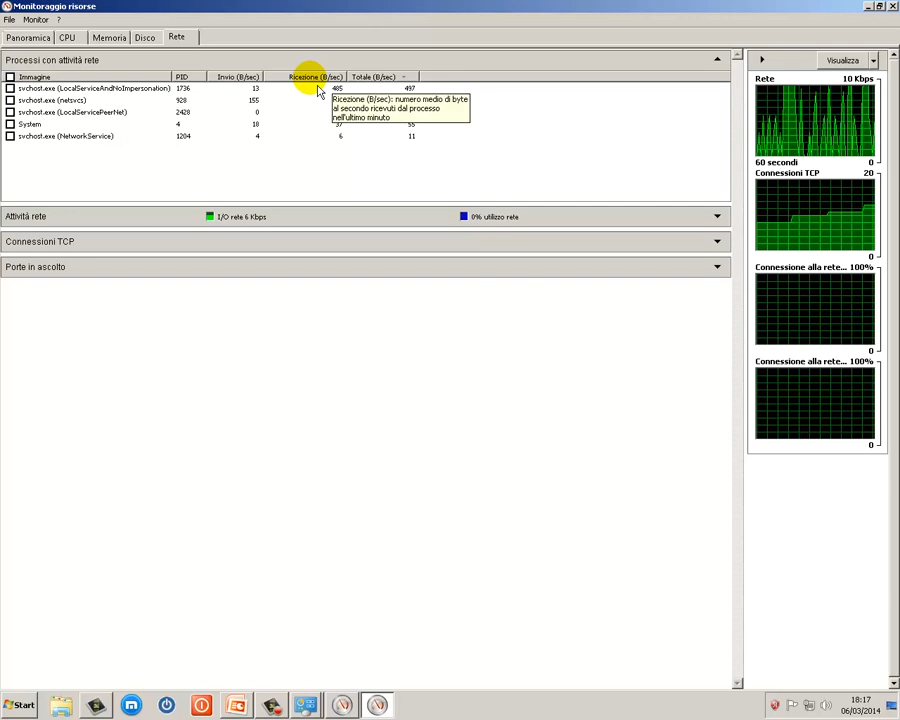 Monitoraggio risorse
File Monitor ?
Panoramica CPU Memoria Disco Rete
Processi con attività rete
Immagine PID Invio (B/sec) Ricezione (B/sec) Totale (B/sec)
svchost.exe (LocalServiceAndNoImpersonation) 1736 13 485 497
svchost.exe (netsvcs) 928 155
svchost.exe (LocalServicePeerNet) 2428 0
System 4 18 37 55
svchost.exe (NetworkService) 1204 4 6 11
Ricezione (B/sec): numero medio di byte
al secondo ricevuti dal processo
nell'ultimo minuto
Attività rete I/O rete 6 Kbps 0% utilizzo rete
Connessioni TCP
Porte in ascolto
Visualizza
Rete 10 Kbps
60 secondi 0
Connessioni TCP 20
0
Connessione alla rete... 100%
0
Connessione alla rete... 100%
0
Start
18:17
06/03/2014